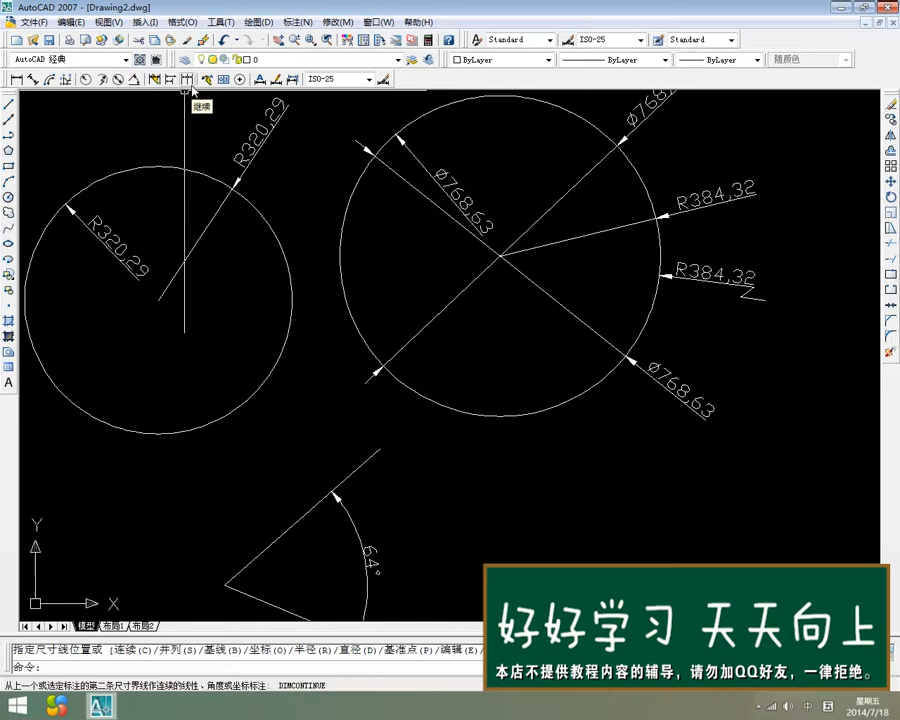 AutoCAD 2007 - [Drawing2.dwg]
文件(F) 编辑(E) 视图(V) 插入(I) 格式(O) 工具(T) 绘图(D) 标注(N) 修改(M) 窗口(W) 帮助(H)
Standard ISO-25 Standard
AutoCAD 经典 0 ByLayer ByLayer ByLayer 随颜色
ISO-25
继续
R320,29
R320,29
Ø768,63
Ø768,
R384,32
R384,32
Ø768,63
64°
Y
X
模型 布局1 布局2
好好学习 天天向上
本店不提供教程内容的辅导，请勿加QQ好友，一律拒绝。
指定尺寸线位置或 [连续(C)/并列(S)/基线(B)/坐标(O)/半径(R)/直径(D)/基准点(P)/编辑(E)/
命令:
从上一个或选定标注的第二条尺寸界线作连续的线性、角度或坐标标注: DIMCONTINUE
中
五
星期五
2014/7/18